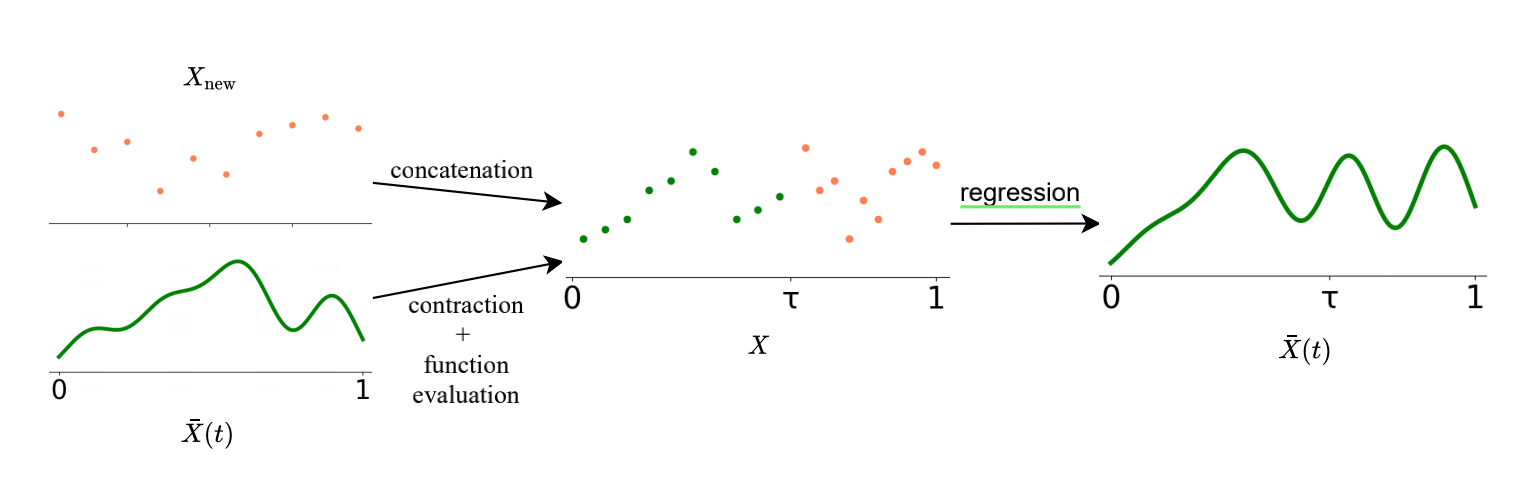 X_new
concatenation
0 1
X̄(t)
contraction
+
function
evaluation
0 τ 1
X
regression
0 τ 1
X̄(t)